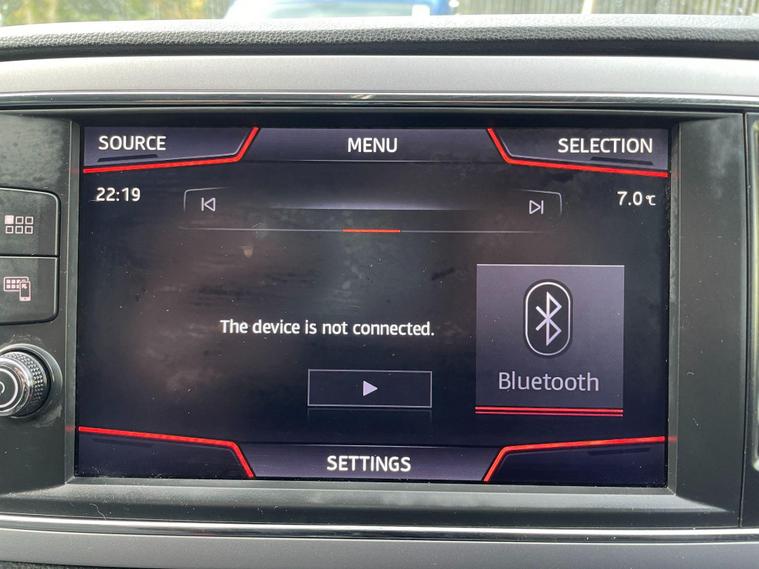 SOURCE
MENU
SELECTION
22:19
7.0℃
The device is not connected.
Bluetooth
SETTINGS